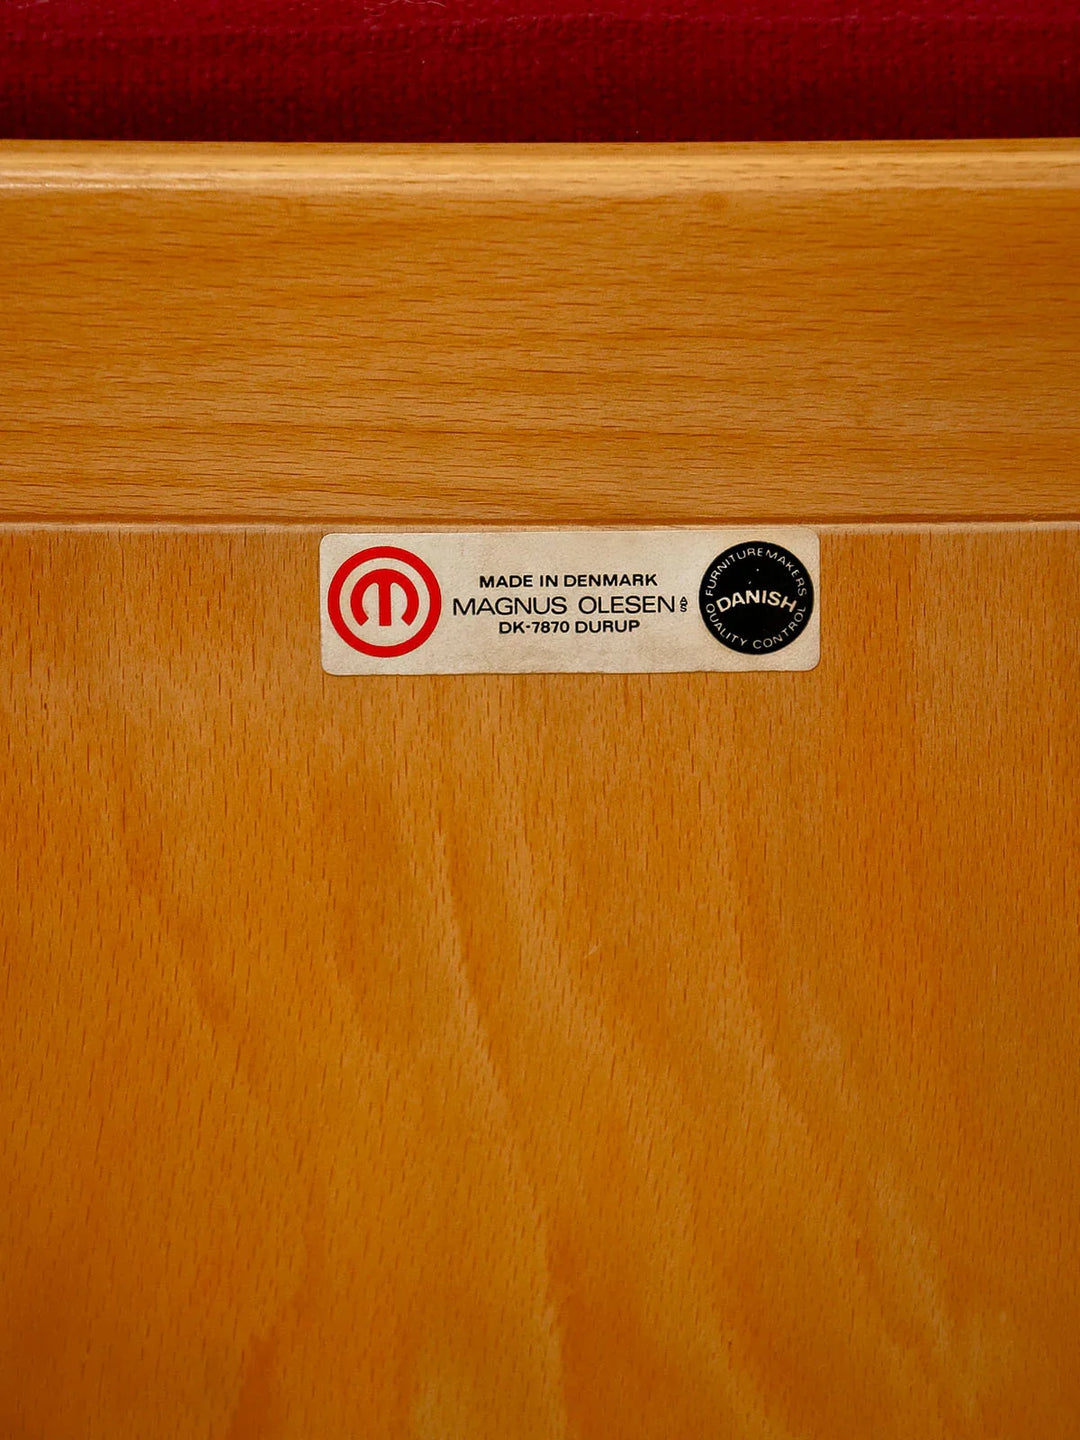 MADE IN DENMARK
MAGNUS OLESEN A/S
DK-7870 DURUP
FURNITUREMAKERS
DANISH
QUALITY CONTROL